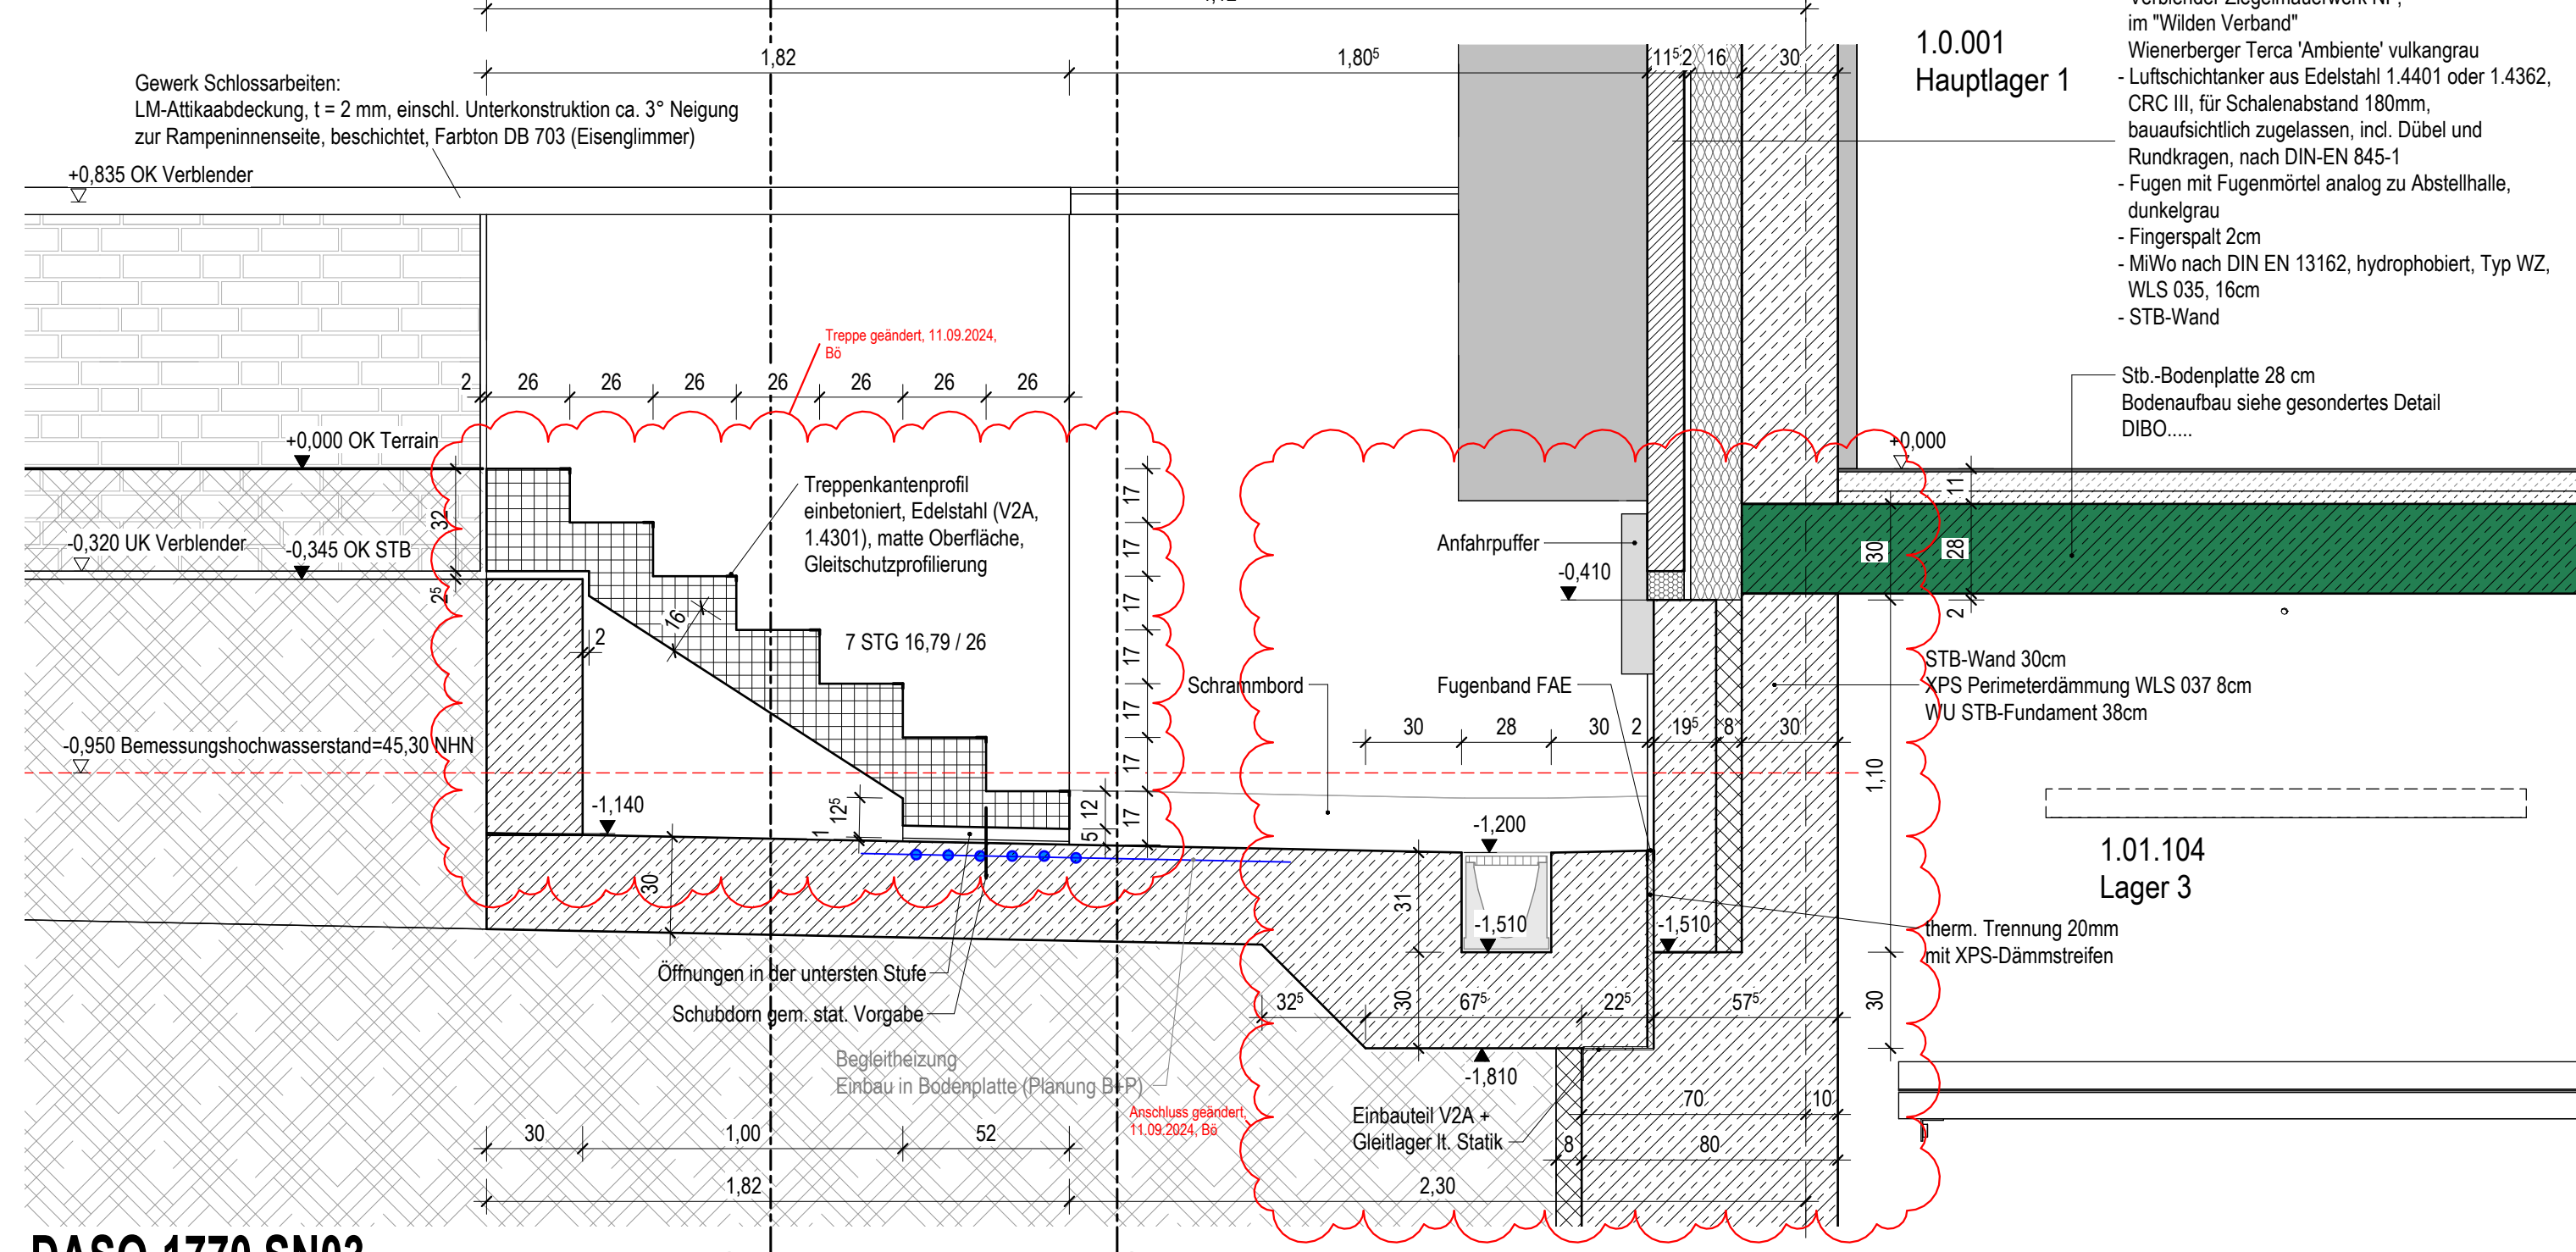 1,82
1,80⁵
11⁵
2
16
30
1.0.001
Hauptlager 1
im "Wilden Verband"
Wienerberger Terca 'Ambiente' vulkangrau
- Luftschichtanker aus Edelstahl 1.4401 oder 1.4362,
CRC III, für Schalenabstand 180mm,
bauaufsichtlich zugelassen, incl. Dübel und
Rundkragen, nach DIN-EN 845-1
- Fugen mit Fugenmörtel analog zu Abstellhalle,
dunkelgrau
- Fingerspalt 2cm
- MiWo nach DIN EN 13162, hydrophobiert, Typ WZ,
WLS 035, 16cm
- STB-Wand
Gewerk Schlossarbeiten:
LM-Attikaabdeckung, t = 2 mm, einschl. Unterkonstruktion ca. 3° Neigung
zur Rampeninnenseite, beschichtet, Farbton DB 703 (Eisenglimmer)
+0,835 OK Verblender
Treppe geändert, 11.09.2024,
Bö
2
26
26
26
26
26
26
26
Stb.-Bodenplatte 28 cm
Bodenaufbau siehe gesondertes Detail
DIBO.....
+0,000 OK Terrain
+0,000
Treppenkantenprofil
einbetoniert, Edelstahl (V2A,
1.4301), matte Oberfläche,
Gleitschutzprofilierung
32
2⁵
-0,320 UK Verblender
-0,345 OK STB
17
17
17
17
17
17
17
11
30
28
2
Anfahrpuffer
-0,410
16
2
7 STG 16,79 / 26
Schrammbord
Fugenband FAE
STB-Wand 30cm
XPS Perimeterdämmung WLS 037 8cm
WU STB-Fundament 38cm
30
28
30
2
19⁵
8
30
-0,950 Bemessungshochwasserstand=45,30 NHN
1,10
-1,140
1
12⁵
5
12
-1,200
1.01.104
Lager 3
30
31
-1,510
-1,510
therm. Trennung 20mm
mit XPS-Dämmstreifen
Öffnungen in der untersten Stufe
Schubdorn gem. stat. Vorgabe
32⁵
30
67⁵
22⁵
57⁵
30
Begleitheizung
Einbau in Bodenplatte (Planung B+P)
-1,810
Anschluss geändert,
11.09.2024, Bö
Einbauteil V2A +
Gleitlager lt. Statik
70
10
30
1,00
52
8
80
1,82
2,30